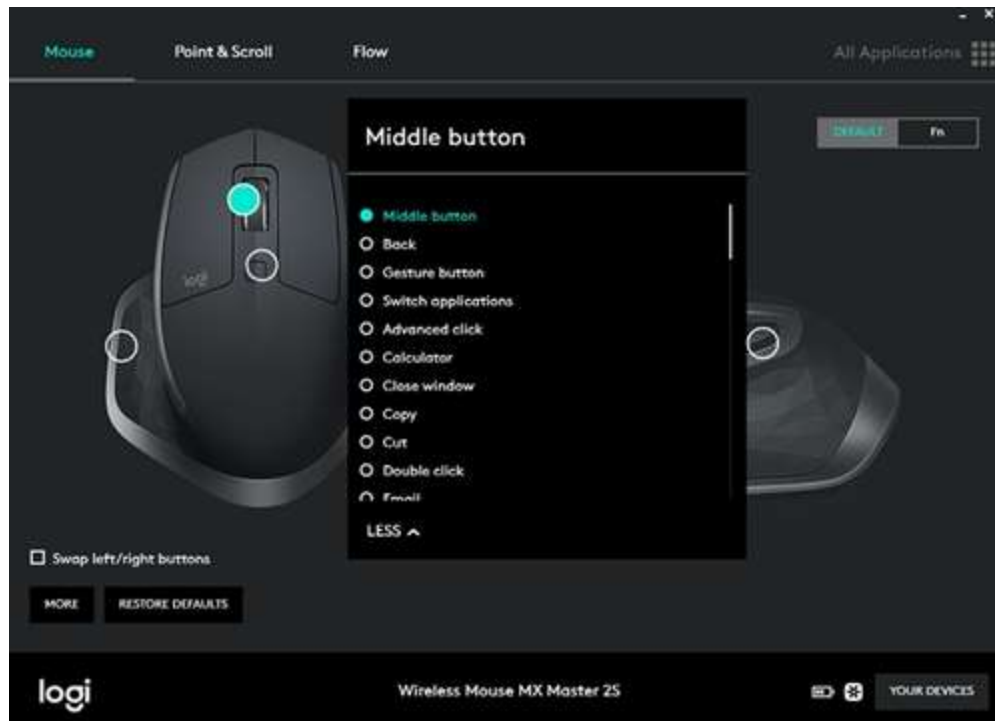 Mouse
Point & Scroll
Flow
All Applications
Middle button
DEFAULT
Fn
Middle button
Back
Gesture button
Switch applications
Advanced click
Calculator
Close window
Copy
Cut
Double click
Email
LESS
logi
Swap left/right buttons
MORE
RESTORE DEFAULTS
logi
Wireless Mouse MX Master 2S
YOUR DEVICES